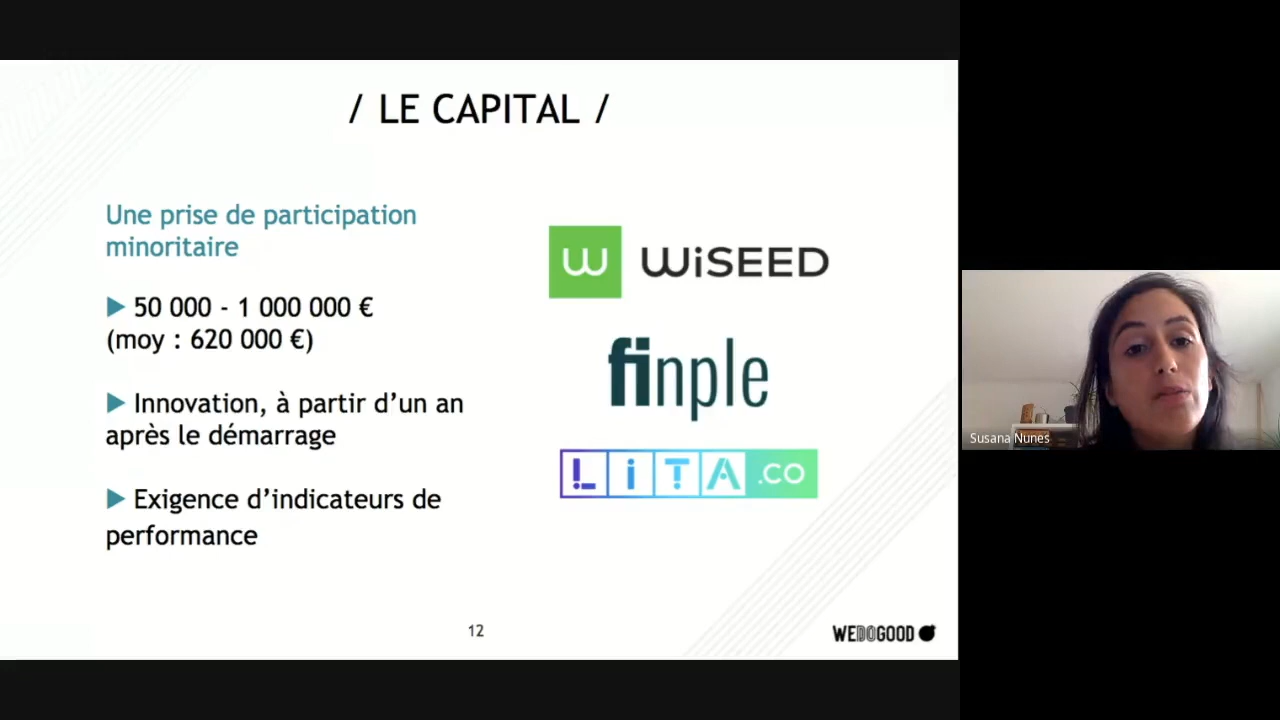 / LE CAPITAL /
Une prise de participation
minoritaire
▶ 50 000 - 1 000 000 €
(moy : 620 000 €)
▶ Innovation, à partir d’un an
après le démarrage
▶ Exigence d’indicateurs de
performance
W WiSEED
finple
LiTA.CO
12
WEDOGOOD
Susana Nunes